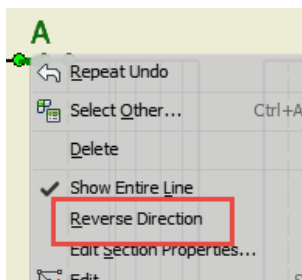 A
Repeat Undo
Select Other... Ctrl+A
Delete
Show Entire Line
Reverse Direction
Edit Section Properties...
Edit